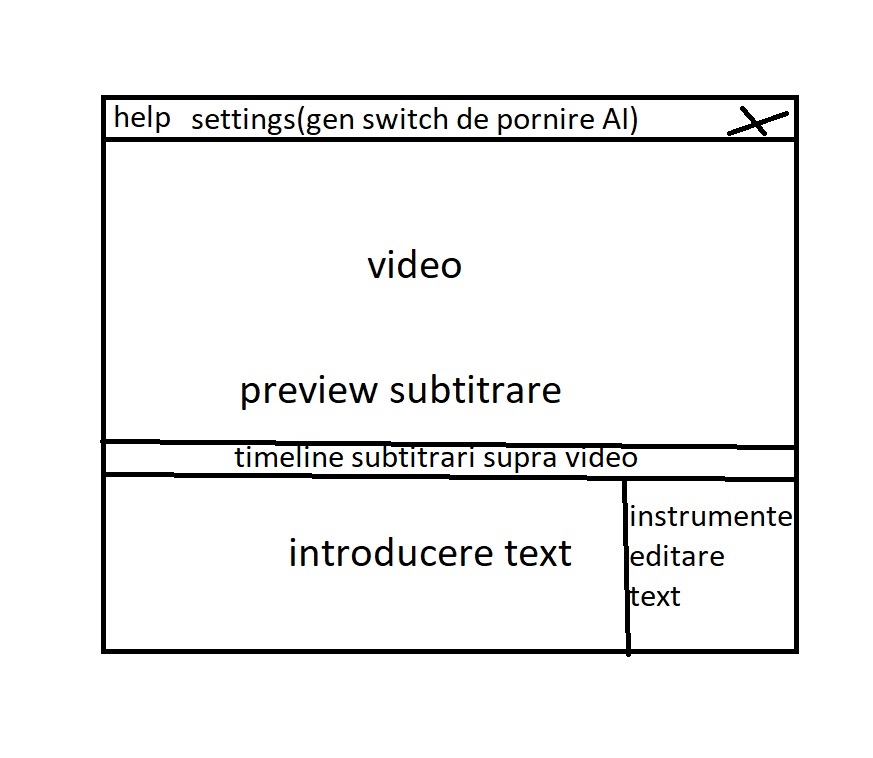 help settings(gen switch de pornire AI)
video
preview subtitrare
timeline subtitrari supra video
introducere text
instrumente
editare
text